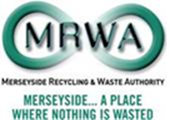 MRWA
MERSEYSIDE RECYCLING & WASTE AUTHORITY
MERSEYSIDE... A PLACE
WHERE NOTHING IS WASTED